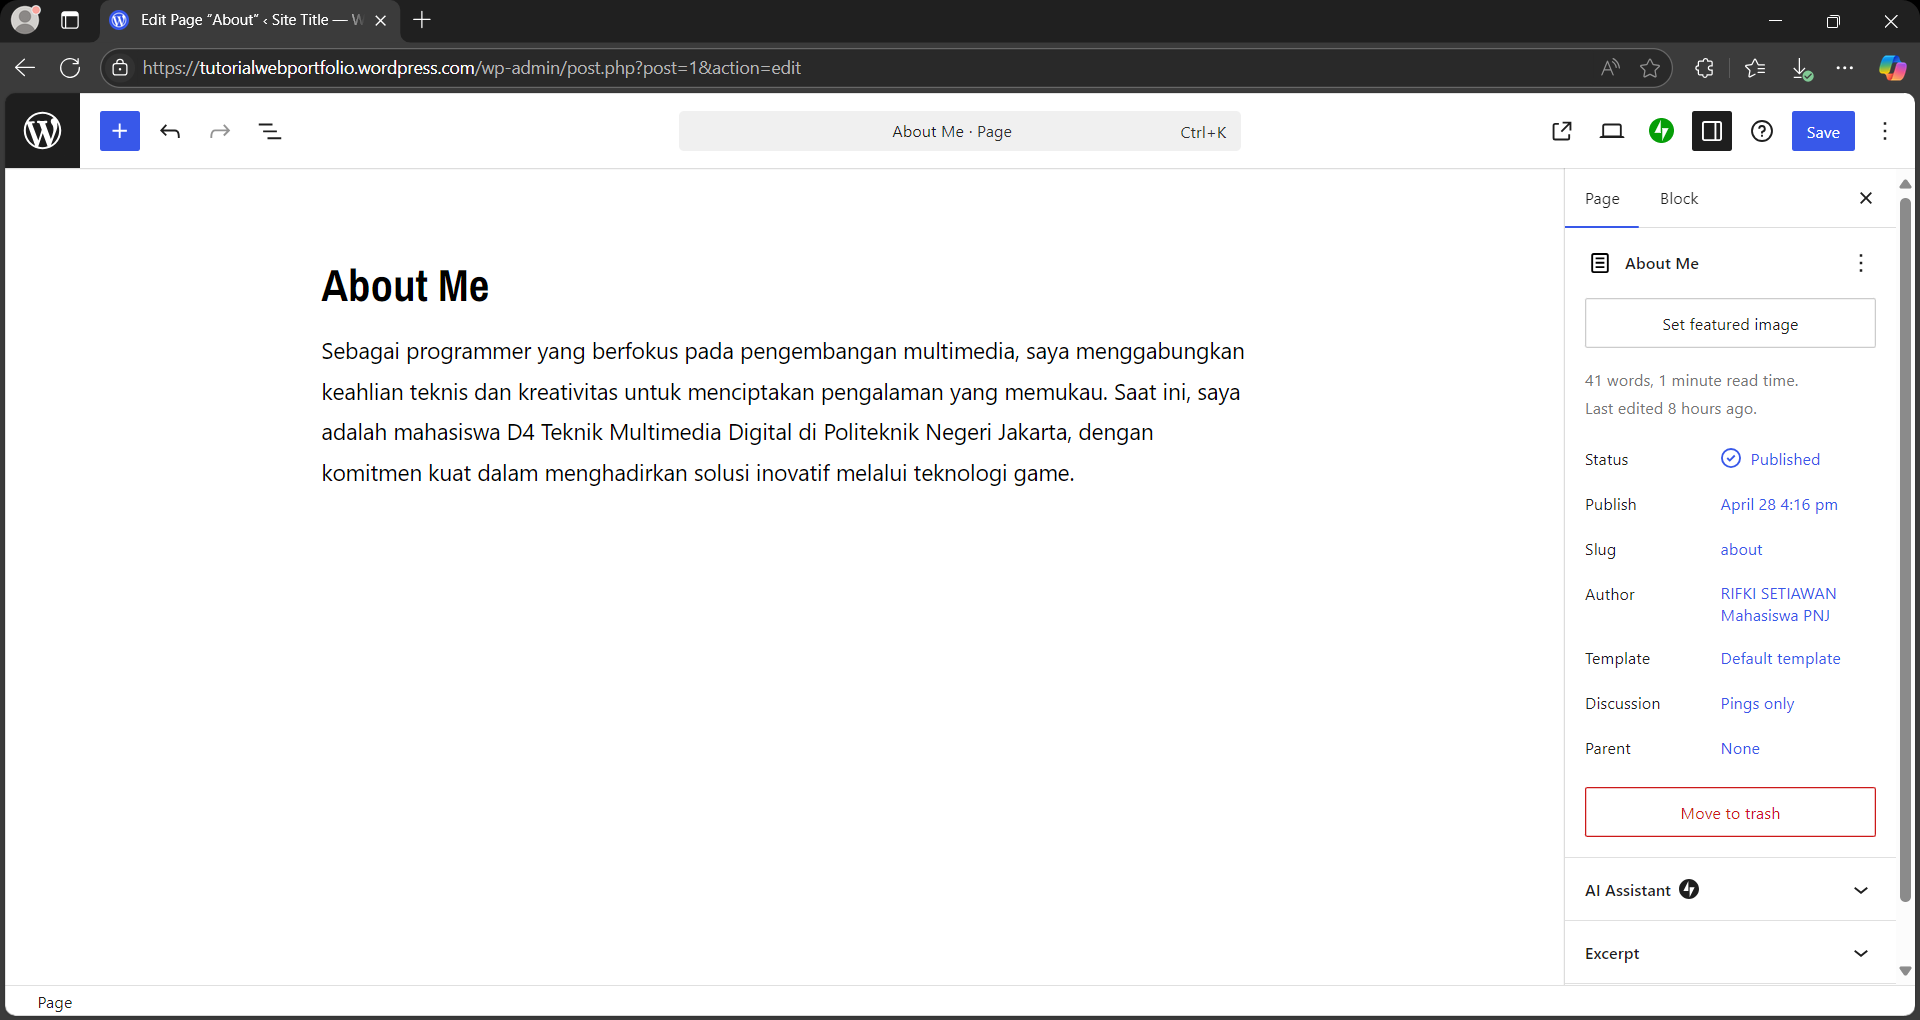 Edit Page "About" ‹ Site Title — W
https://tutorialwebportfolio.wordpress.com/wp-admin/post.php?post=1&action=edit
About Me · Page Ctrl+K
Save
Page Block
About Me
Sebagai programmer yang berfokus pada pengembangan multimedia, saya menggabungkan
keahlian teknis dan kreativitas untuk menciptakan pengalaman yang memukau. Saat ini, saya
adalah mahasiswa D4 Teknik Multimedia Digital di Politeknik Negeri Jakarta, dengan
komitmen kuat dalam menghadirkan solusi inovatif melalui teknologi game.
About Me
Set featured image
41 words, 1 minute read time.
Last edited 8 hours ago.
Status Published
Publish April 28 4:16 pm
Slug about
Author RIFKI SETIAWAN
Mahasiswa PNJ
Template Default template
Discussion Pings only
Parent None
Move to trash
AI Assistant
Excerpt
Page